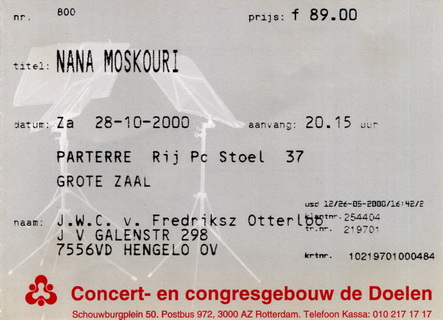 nr. 800 prijs: f 89.00
titel: NANA MOSKOURI
datum: Za 28-10-2000 aanvang: 20.15 uur
PARTERRE Rij Pc Stoel 37
GROTE ZAAL
usd 12/26-05-2000/16:42/2
naam: J.W.C. v. Fredriksz Otterloo klantnr. 254404
J V GALENSTR 298 tr.nr. 219701
7556VD HENGELO OV krtnr. 10219701000484
Concert- en congresgebouw de Doelen
Schouwburgplein 50. Postbus 972, 3000 AZ Rotterdam. Telefoon Kassa: 010 217 17 17